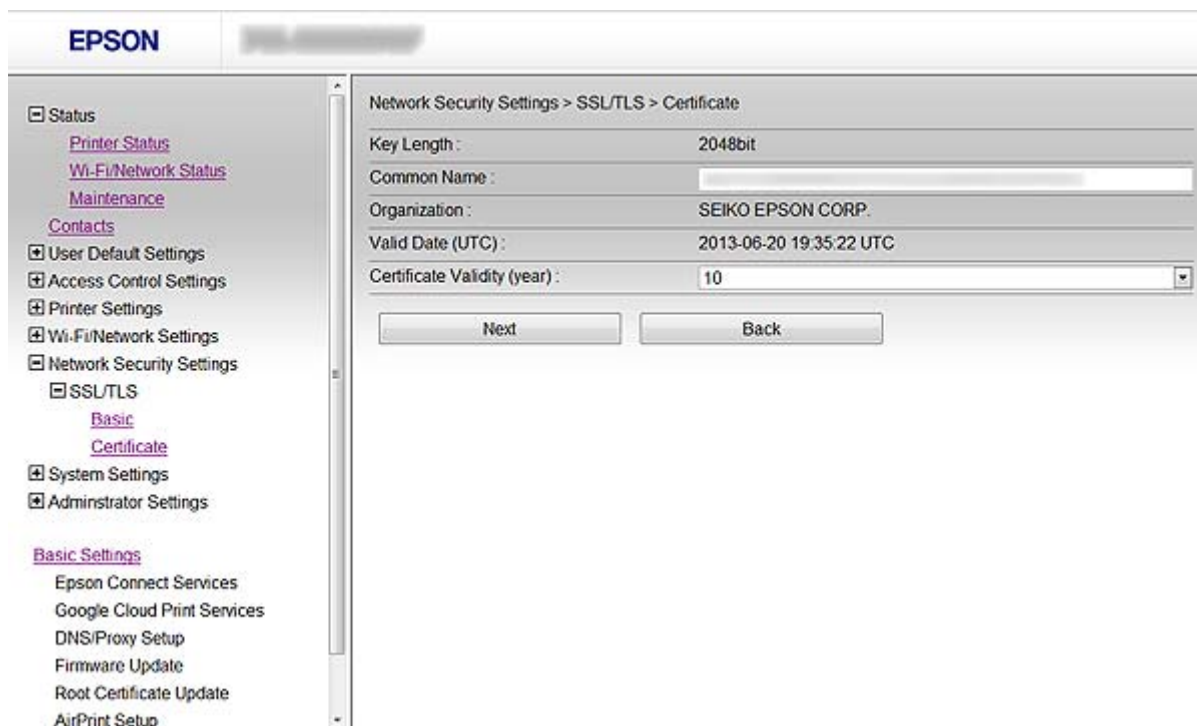 EPSON
Status
Printer Status
Wi-Fi/Network Status
Maintenance
Contacts
User Default Settings
Access Control Settings
Printer Settings
Wi-Fi/Network Settings
Network Security Settings
SSL/TLS
Basic
Certificate
System Settings
Adminstrator Settings
Basic Settings
Epson Connect Services
Google Cloud Print Services
DNS/Proxy Setup
Firmware Update
Root Certificate Update
AirPrint Setup
Network Security Settings > SSL/TLS > Certificate
Key Length : 2048bit
Common Name :
Organization : SEIKO EPSON CORP.
Valid Date (UTC) : 2013-06-20 19:35:22 UTC
Certificate Validity (year) : 10
Next Back